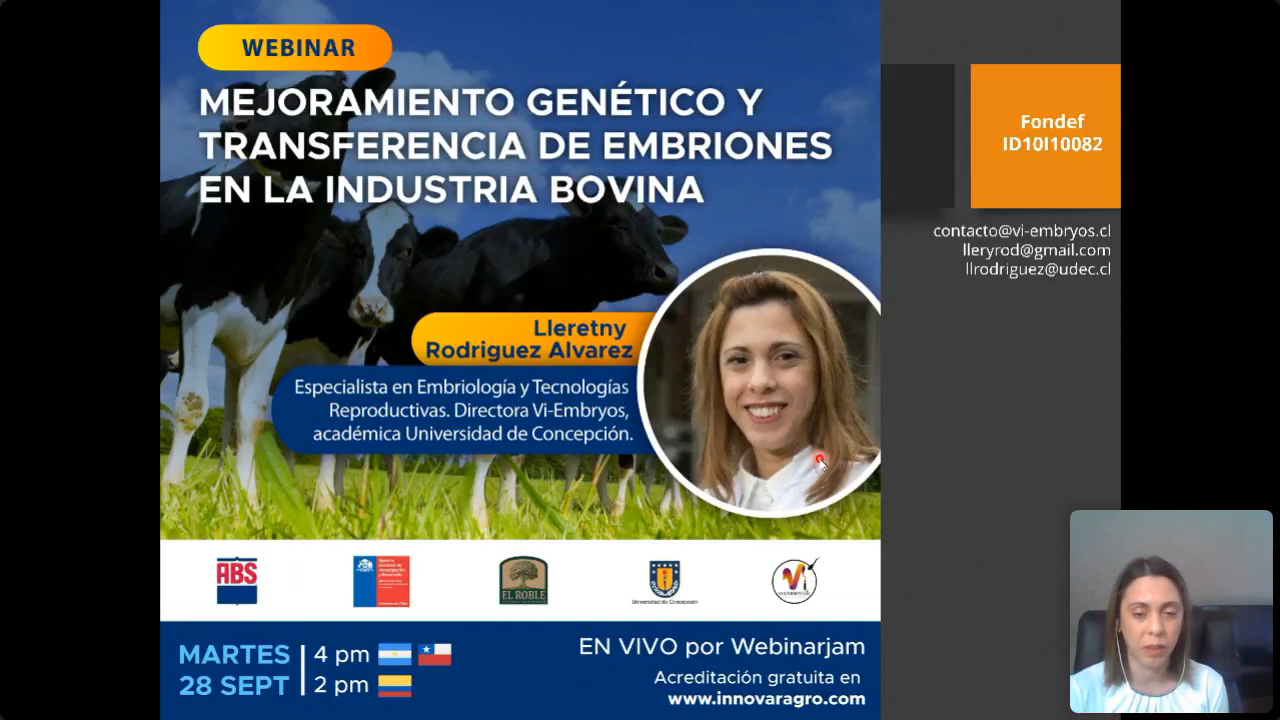 WEBINAR
MEJORAMIENTO GENÉTICO Y
TRANSFERENCIA DE EMBRIONES
EN LA INDUSTRIA BOVINA
Lleretny
Rodriguez Alvarez
Especialista en Embriología y Tecnologías
Reproductivas. Directora Vi-Embryos,
académica Universidad de Concepción.
Fondef
ID10I10082
contacto@vi-embryos.cl
lleryrod@gmail.com
llrodriguez@udec.cl
ABS
EL ROBLE
Universidad de Concepción
MARTES
28 SEPT
4 pm
2 pm
EN VIVO por Webinarjam
Acreditación gratuita en
www.innovaragro.com